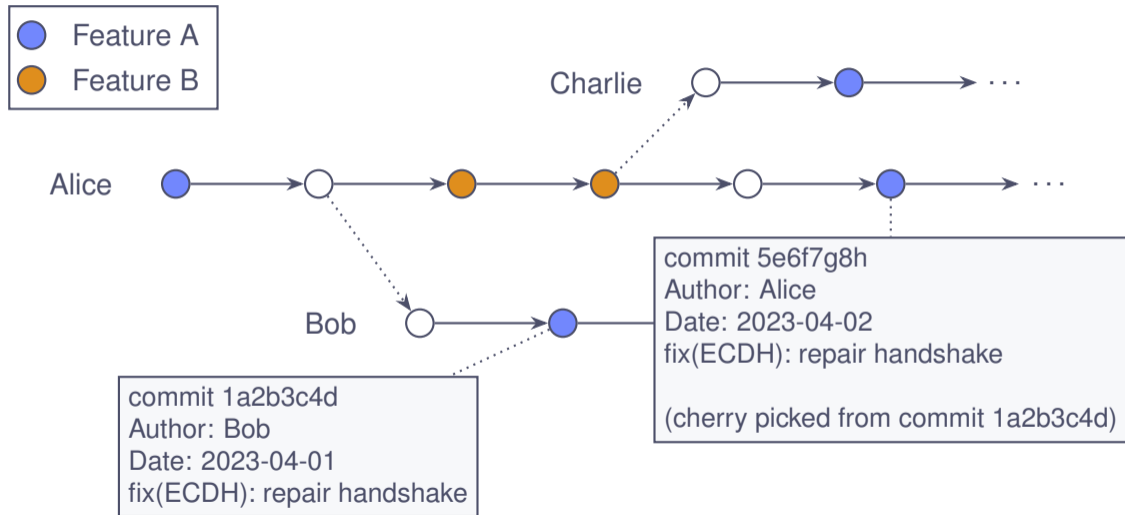 Feature A
Feature B
Charlie
· · ·
Alice
· · ·
commit 5e6f7g8h
Author: Alice
Date: 2023-04-02
fix(ECDH): repair handshake
(cherry picked from commit 1a2b3c4d)
Bob
commit 1a2b3c4d
Author: Bob
Date: 2023-04-01
fix(ECDH): repair handshake